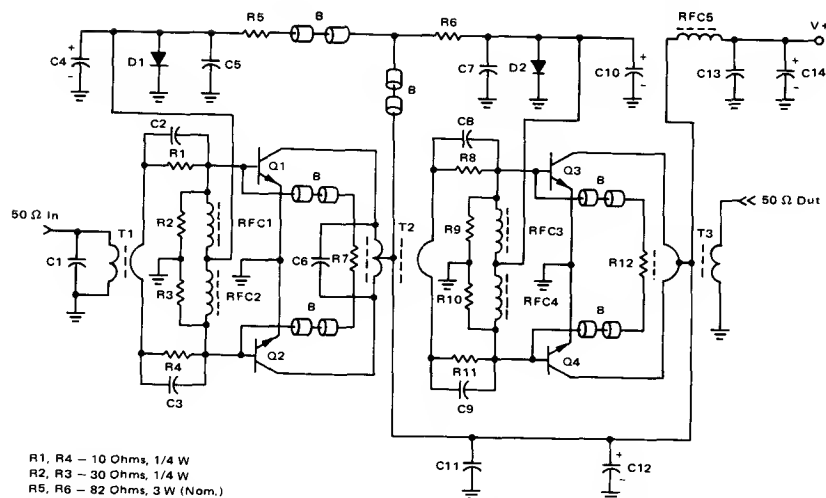 R5
B
R6
RFC5
V+
C4
+
-
D1
C5
B
C7
D2
C10
+
-
C13
C14
+
-
C2
R1
Q1
B
C8
R8
Q3
B
50 Ω In
T1
R2
RFC1
C1
R3
RFC2
C6
R7
T2
R9
RFC3
R10
RFC4
R12
T3
50 Ω Dut
B
R4
Q2
C3
B
R11
Q4
C9
C11
C12
+
-
R1, R4 – 10 Ohms, 1/4 W
R2, R3 – 30 Ohms, 1/4 W
R5, R6 – 82 Ohms, 3 W (Nom.)